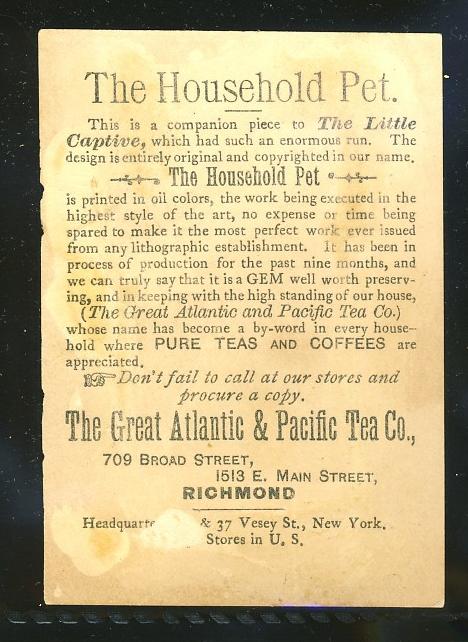 The Household Pet.
This is a companion piece to The Little
Captive, which had such an enormous run. The
design is entirely original and copyrighted in our name.
The Household Pet
is printed in oil colors, the work being executed in the
highest style of the art, no expense or time being
spared to make it the most perfect work ever issued
from any lithographic establishment. It has been in
process of production for the past nine months, and
we can truly say that it is a GEM well worth preserv-
ing, and in keeping with the high standing of our house,
(The Great Atlantic and Pacific Tea Co.)
whose name has become a by-word in every house-
hold where PURE TEAS AND COFFEES are
appreciated.
Don't fail to call at our stores and
procure a copy.
The Great Atlantic & Pacific Tea Co.,
709 BROAD STREET,
1513 E. MAIN STREET,
RICHMOND
& 37 Vesey St., New York.
Stores in U. S.